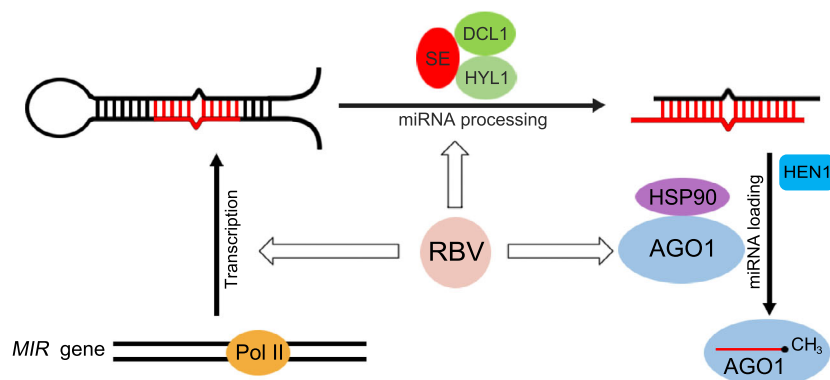 DCL1
SE
HYL1
miRNA processing
HEN1
HSP90
AGO1
miRNA loading
RBV
Transcription
MIR gene
Pol II
CH3
AGO1